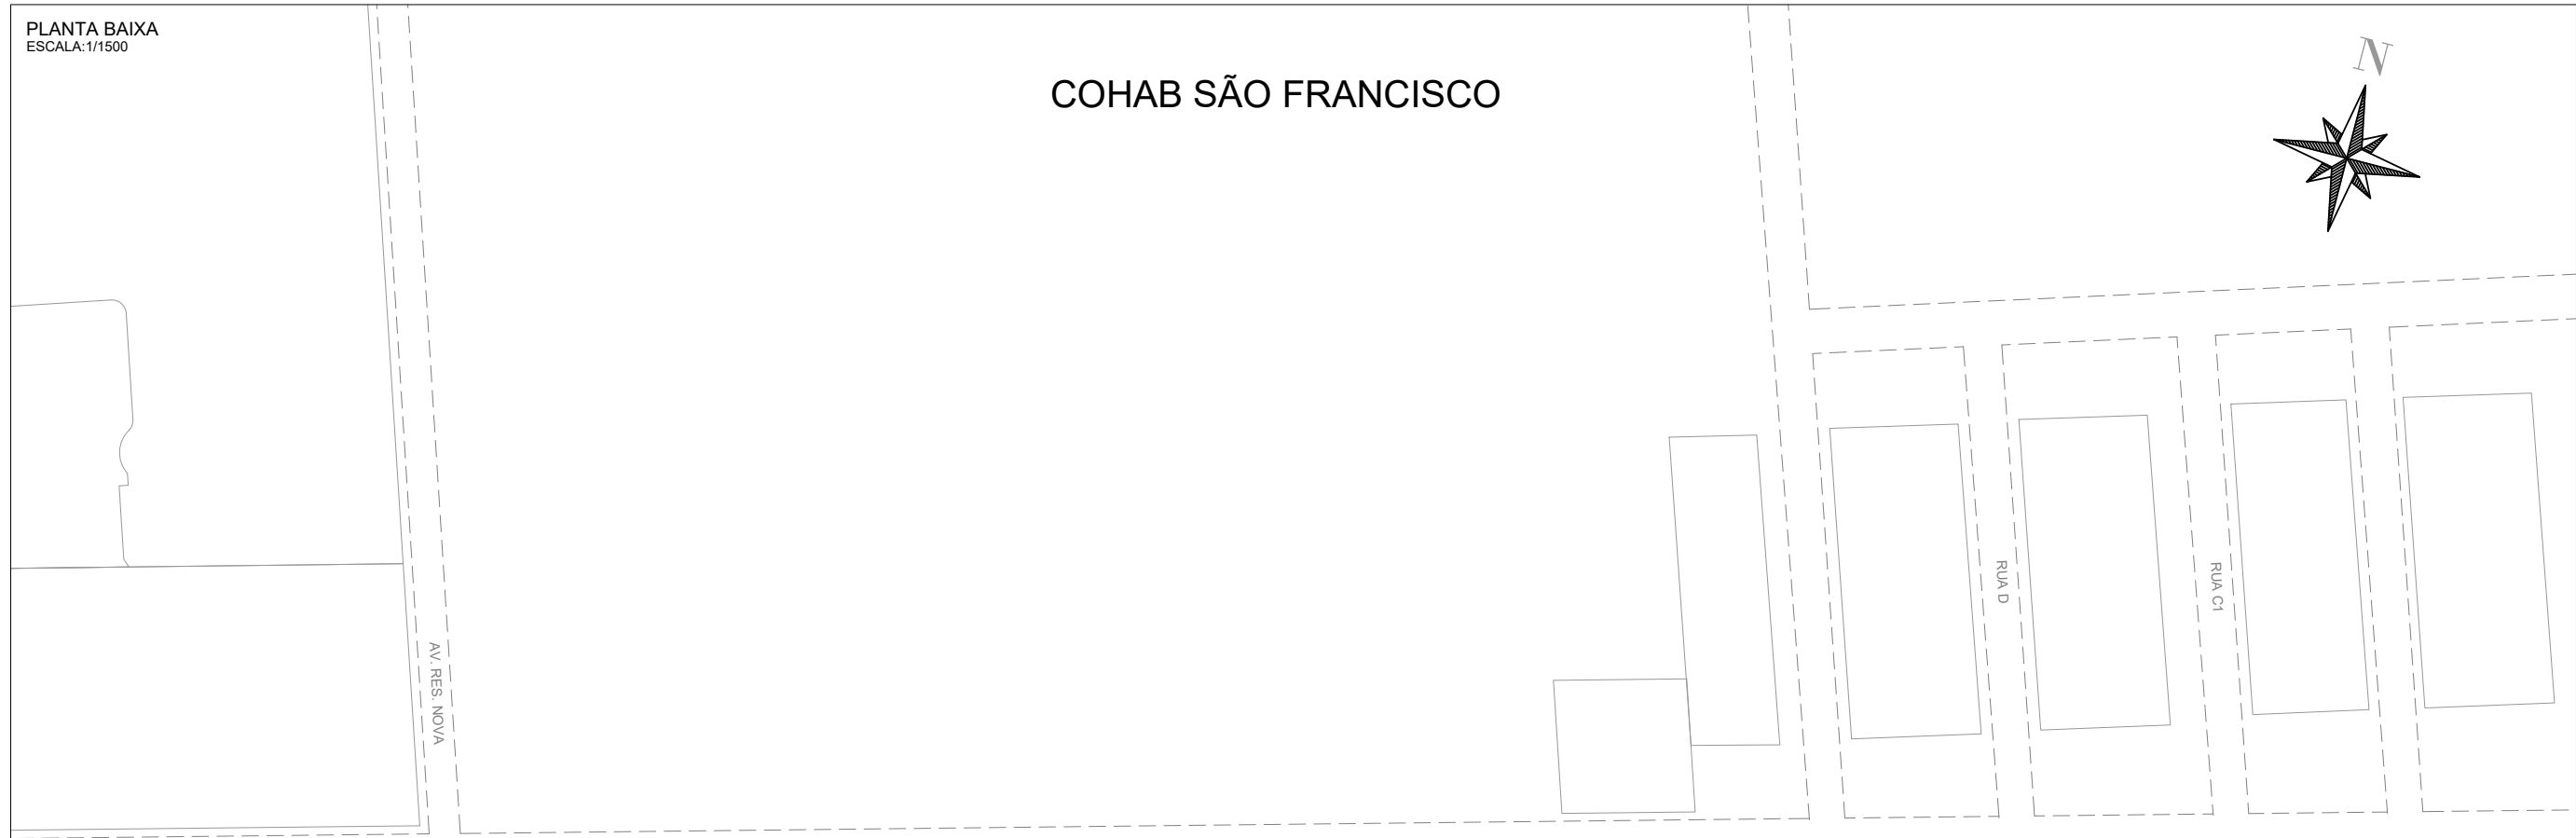 PLANTA BAIXA
ESCALA:1/1500
COHAB SÃO FRANCISCO
N
RUA D
RUA C1
AV. RES. NOVA